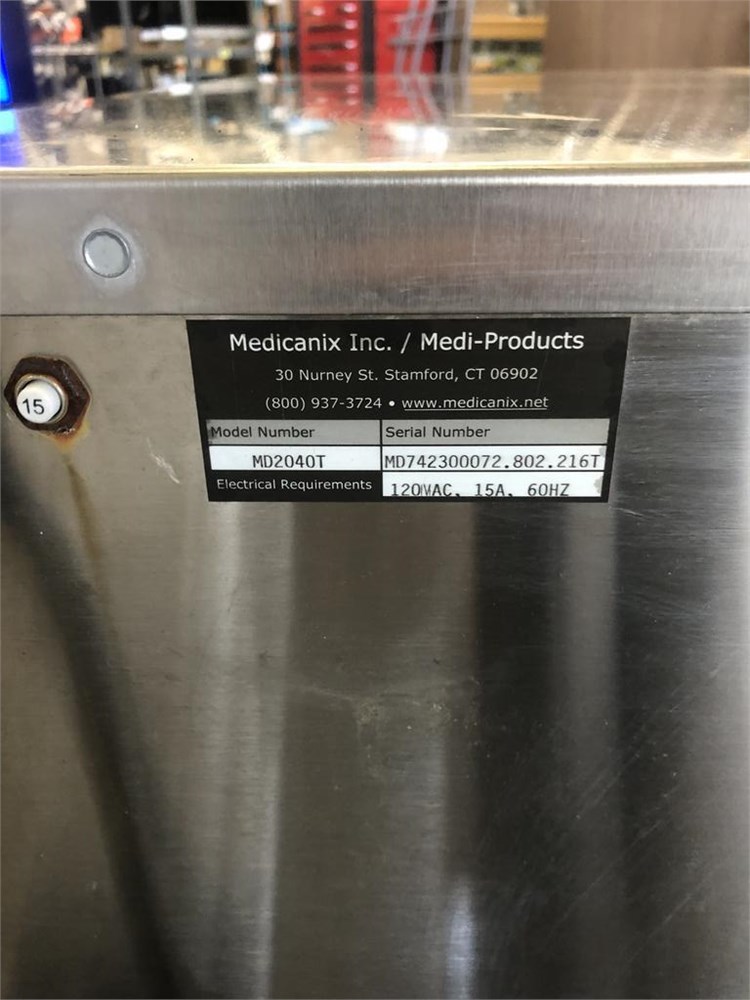 Medicanix Inc. / Medi-Products
30 Nurney St. Stamford, CT 06902
(800) 937-3724 • www.medicanix.net
Model Number Serial Number
MD2040T MD742300072.802.216T
Electrical Requirements 120VAC, 15A, 60HZ
15